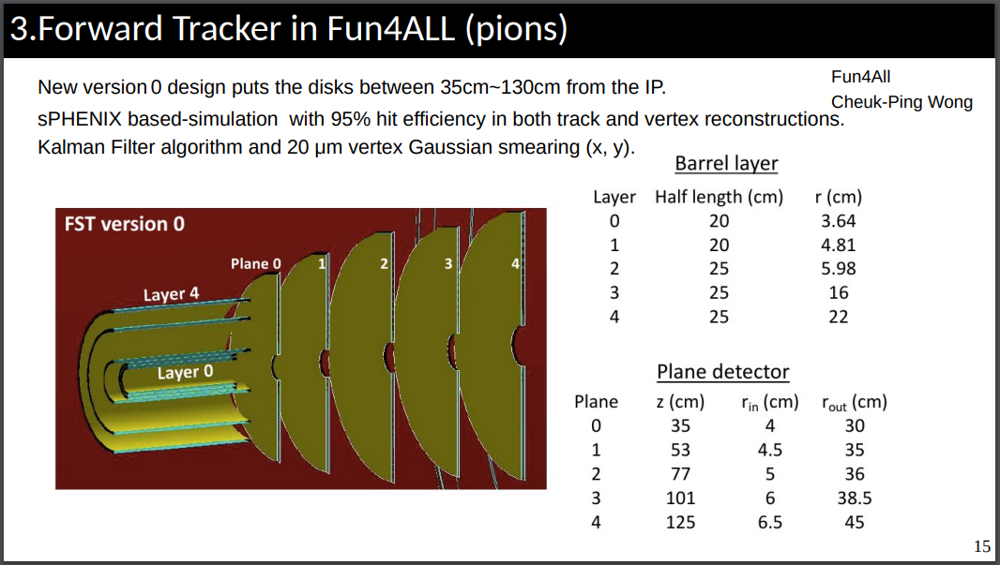 3.Forward Tracker in Fun4ALL (pions)
New version 0 design puts the disks between 35cm~130cm from the IP.
Fun4All
Cheuk-Ping Wong
sPHENIX based-simulation with 95% hit efficiency in both track and vertex reconstructions.
Kalman Filter algorithm and 20 μm vertex Gaussian smearing (x, y).
FST version 0
Plane 0 1 2 3 4
Layer 4
Layer 0
Barrel layer
Layer Half length (cm) r (cm)
0 20 3.64
1 20 4.81
2 25 5.98
3 25 16
4 25 22
Plane detector
Plane z (cm) rin (cm) rout (cm)
0 35 4 30
1 53 4.5 35
2 77 5 36
3 101 6 38.5
4 125 6.5 45
15